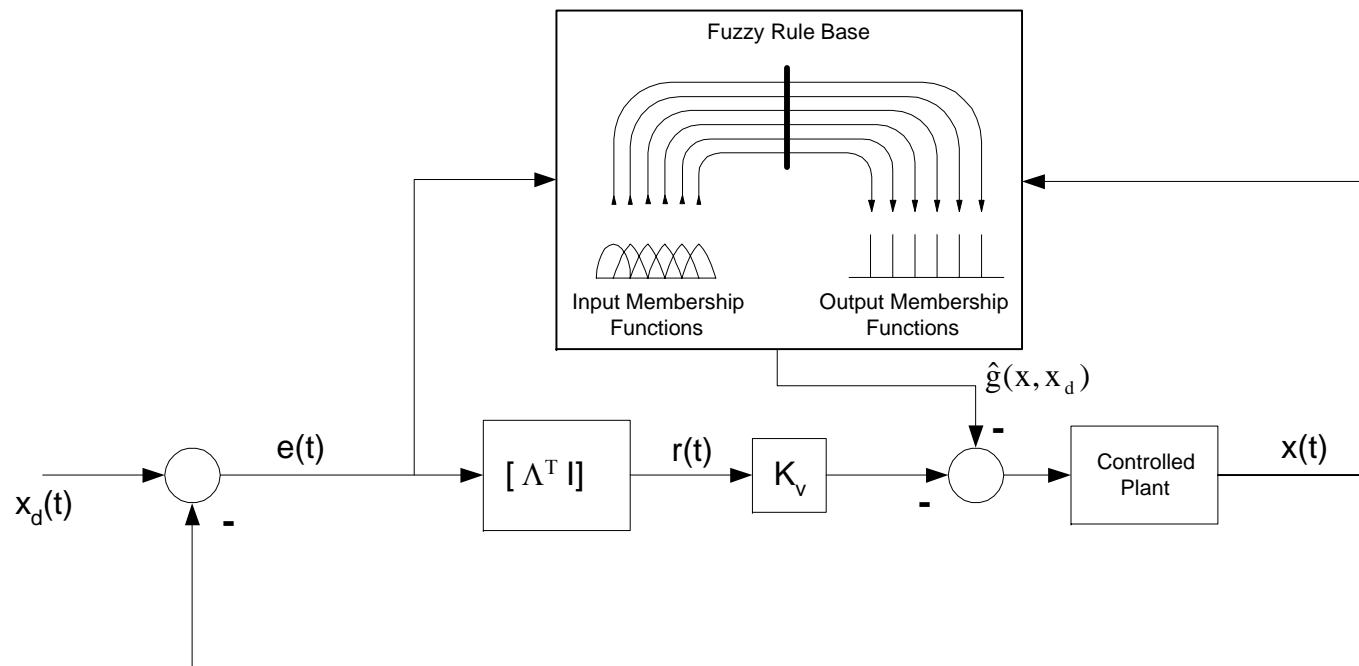 Fuzzy Rule Base
Input Membership
Functions
Output Membership
Functions
ĝ(x, x_d)
-
e(t)
[ Λ^T I]
r(t)
K_v
-
Controlled
Plant
x(t)
x_d(t)
-